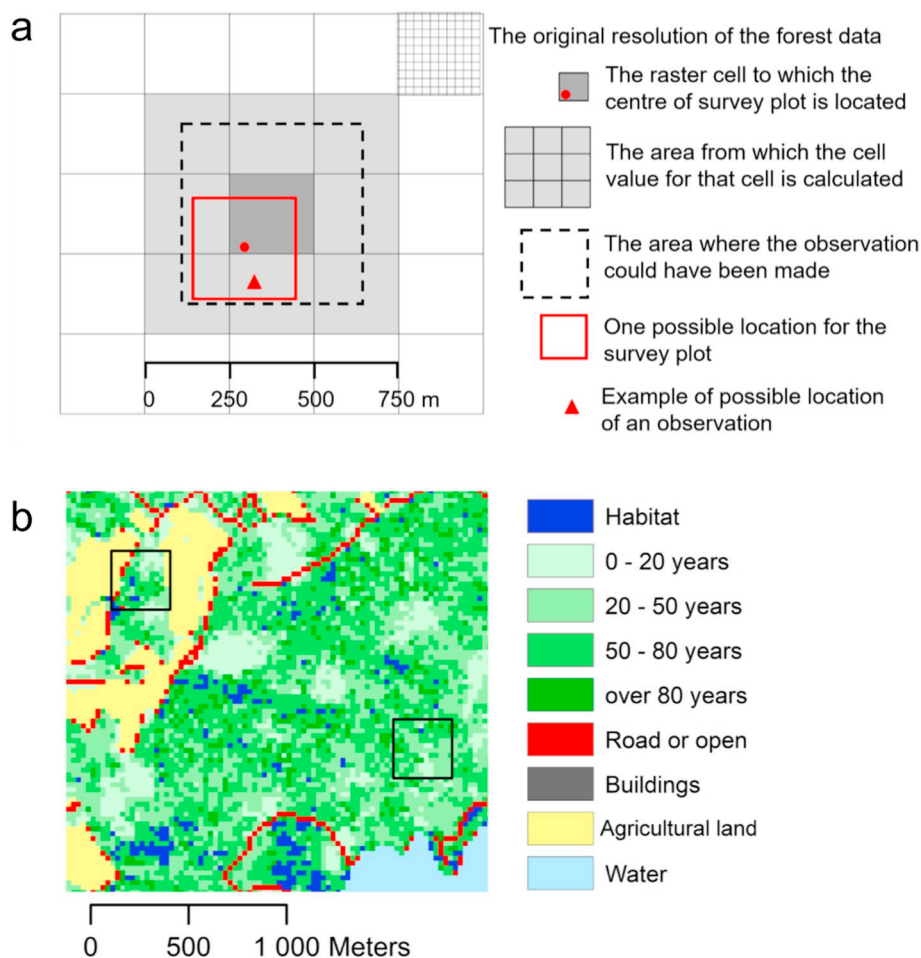 a
The original resolution of the forest data
The raster cell to which the
centre of survey plot is located
The area from which the cell
value for that cell is calculated
The area where the observation
could have been made
One possible location for the
survey plot
Example of possible location
of an observation
0 250 500 750 m
b
Habitat
0 - 20 years
20 - 50 years
50 - 80 years
over 80 years
Road or open
Buildings
Agricultural land
Water
0 500 1 000 Meters